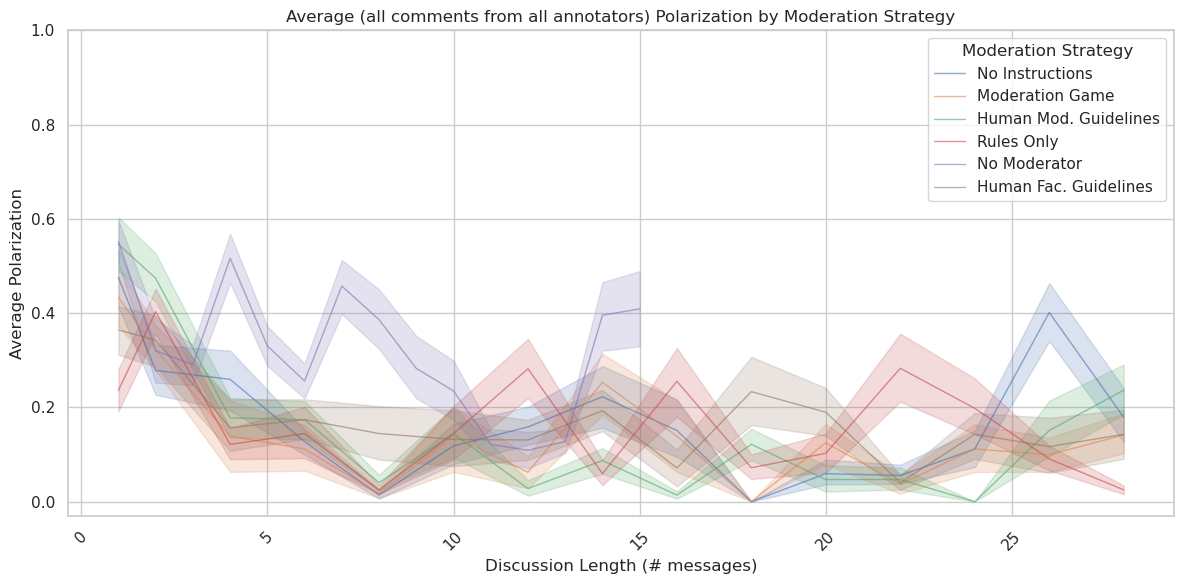 Average (all comments from all annotators) Polarization by Moderation Strategy
Moderation Strategy
No Instructions
Moderation Game
Human Mod. Guidelines
Rules Only
No Moderator
Human Fac. Guidelines
Average Polarization
1.0
0.8
0.6
0.4
0.2
0.0
0
5
10
15
20
25
Discussion Length (# messages)